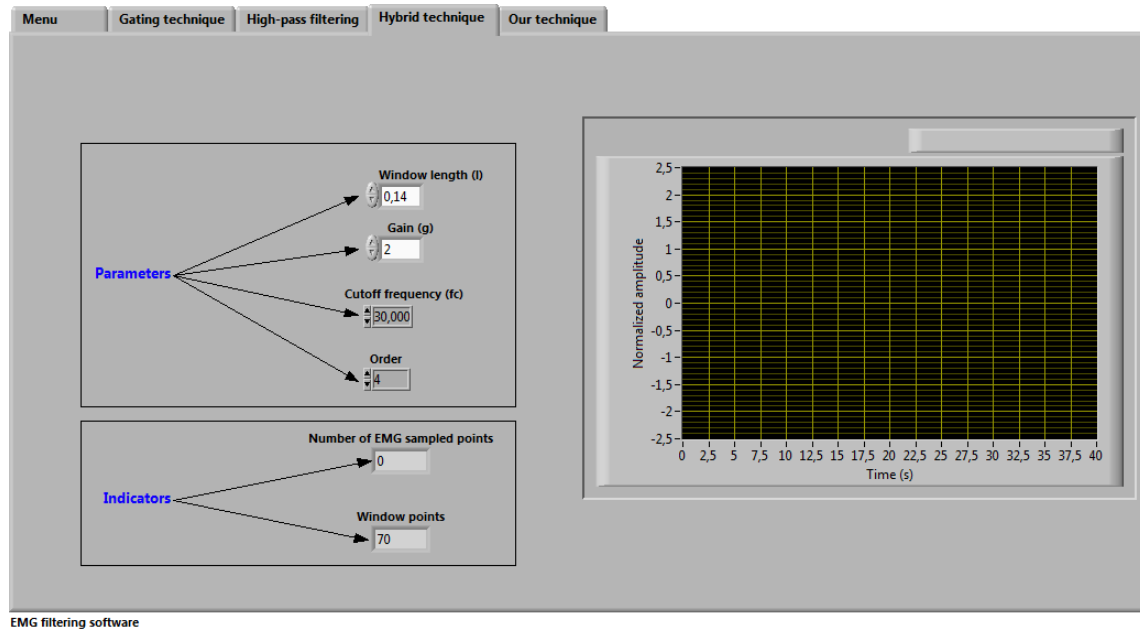 Menu Gating technique High-pass filtering Hybrid technique Our technique
Window length (l)
0,14
Gain (g)
2
Parameters
Cutoff frequency (fc)
30,000
Order
4
Number of EMG sampled points
0
Indicators
Window points
70
Normalized amplitude
2,5
2
1,5
1
0,5
0
-0,5
-1
-1,5
-2
-2,5
0 2,5 5 7,5 10 12,5 15 17,5 20 22,5 25 27,5 30 32,5 35 37,5 40
Time (s)
EMG filtering software